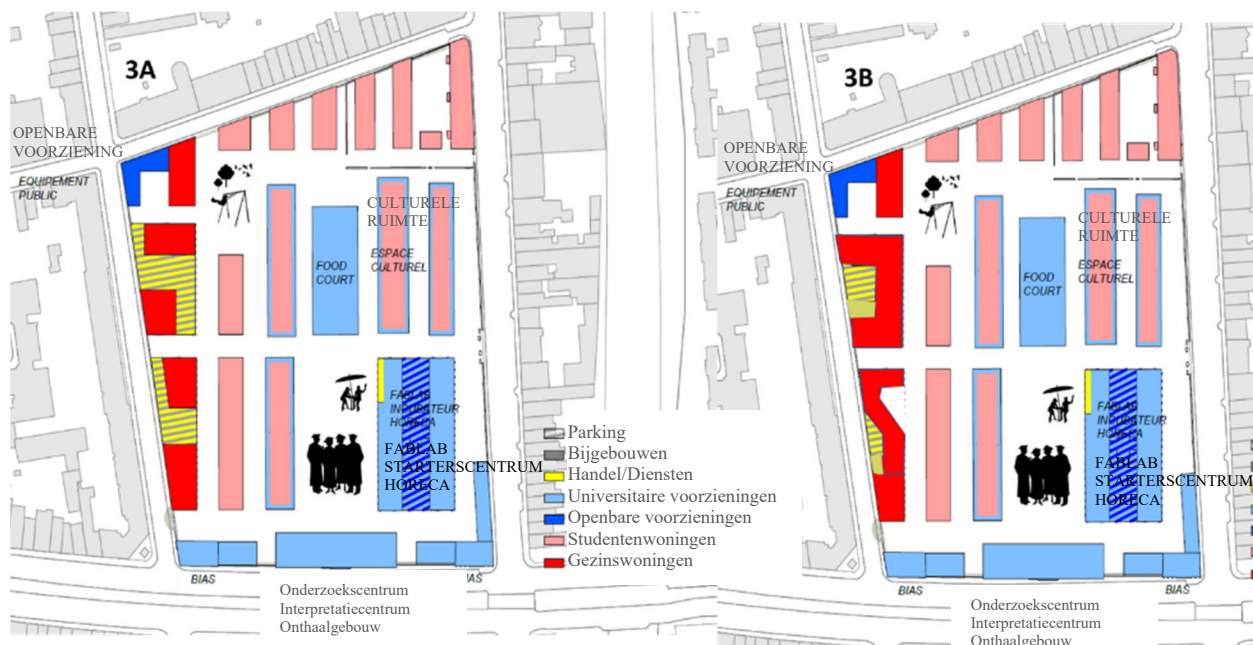 3A
OPENBARE
VOORZIENING
EQUIPEMENT
PUBLIC
CULTURELE
RUIMTE
FOOD
COURT
ESPACE
CULTUREL
FABLAB
INCUBATEUR
HORECA
FABLAB
STARTERSCENTRUM
HORECA
BIAS
BIAS
Onderzoekscentrum
Interpretatiecentrum
Onthaalgebouw
Parking
Bijgebouwen
Handel/Diensten
Universitaire voorzieningen
Openbare voorzieningen
Studentenwoningen
Gezinswoningen
3B
OPENBARE
VOORZIENING
EQUIPEMENT
PUBLIC
CULTURELE
RUIMTE
FOOD
COURT
ESPACE
CULTUREL
FABLAB
INCUBATEUR
HORECA
FABLAB
STARTERSCENTRUM
HORECA
BIAS
BIAS
Onderzoekscentrum
Interpretatiecentrum
Onthaalgebouw